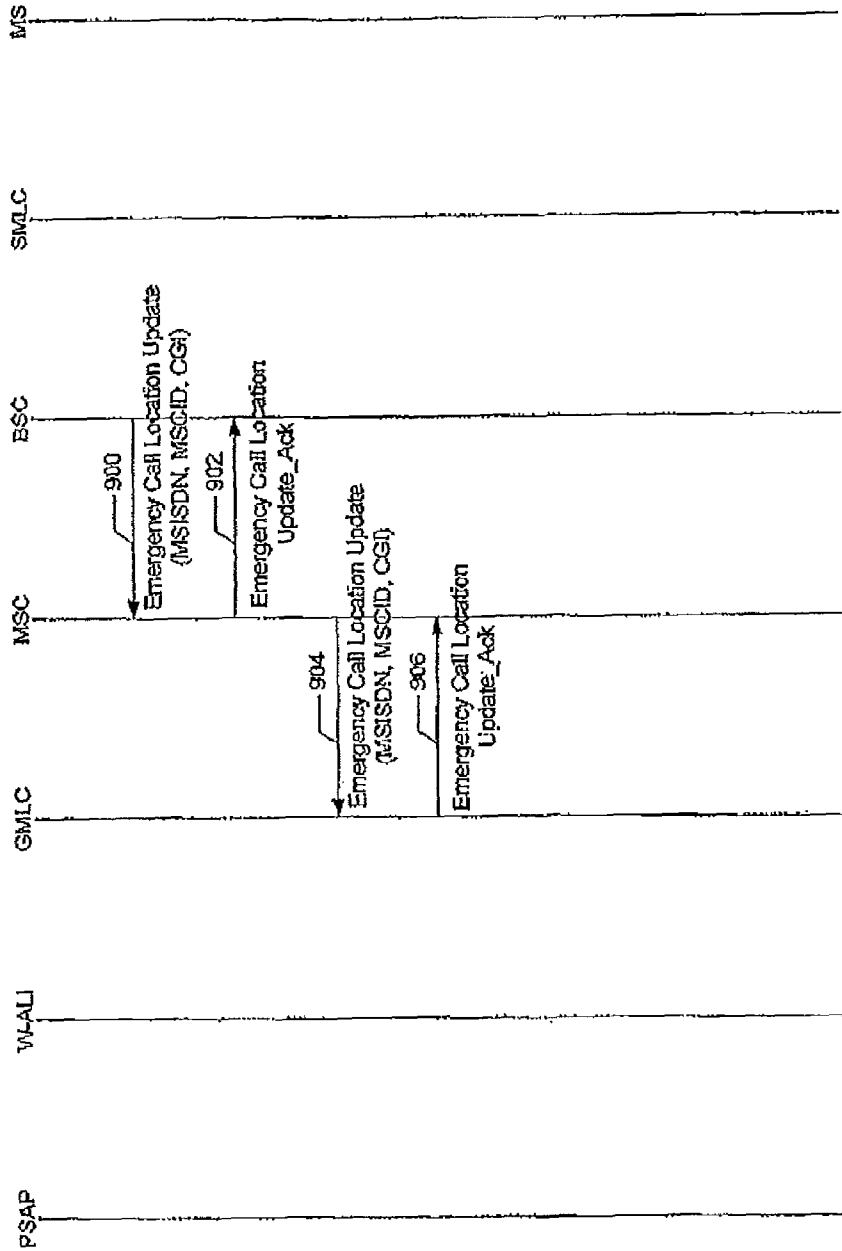 PSAP
W-ALI
GMLC
MSC
BSC
SMLC
MS
900
Emergency Call Location Update
(MSISDN, MSCID, CGI)
902
Emergency Call Location
Update_Ack
904
Emergency Call Location Update
(MSISDN, MSCID, CGI)
906
Emergency Call Location
Update_Ack